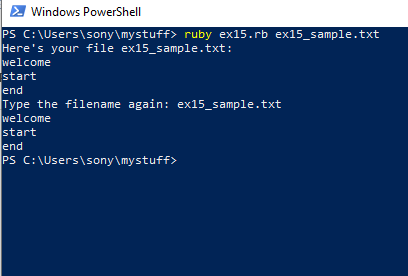 Windows PowerShell
PS C:\Users\sony\mystuff> ruby ex15.rb ex15_sample.txt
Here's your file ex15_sample.txt:
welcome
start
end
Type the filename again: ex15_sample.txt
welcome
start
end
PS C:\Users\sony\mystuff>